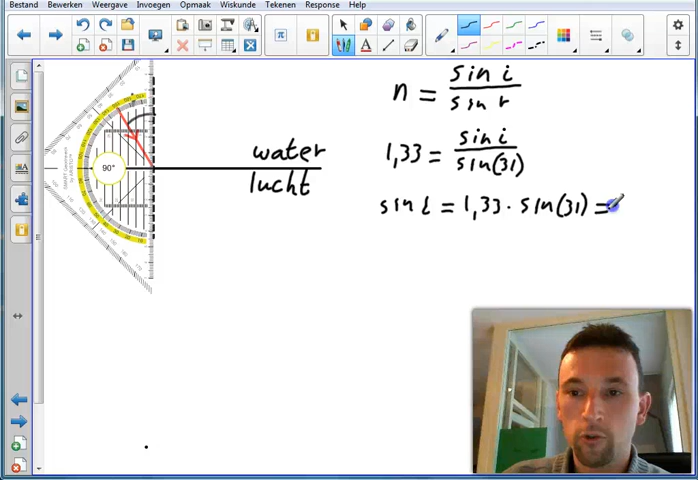 Bestand Bewerken Weergave Invoegen Opmaak Wiskunde Tekenen Response Help
n = sin i / sin r
1,33 = sin i / sin(31)
sin i = 1,33 · sin(31) =
water
lucht
90°